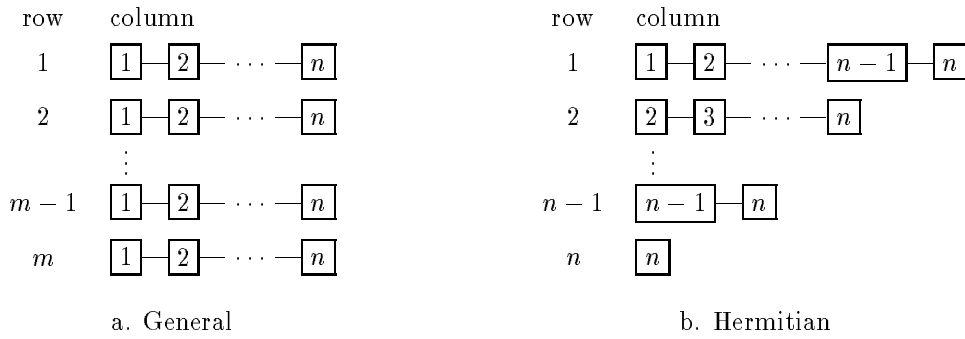 row column
1 1 2 · · · n
2 1 2 · · · n
⋮
m − 1 1 2 · · · n
m 1 2 · · · n
a. General
row column
1 1 2 · · · n − 1 n
2 2 3 · · · n
⋮
n − 1 n − 1 n
n n
b. Hermitian